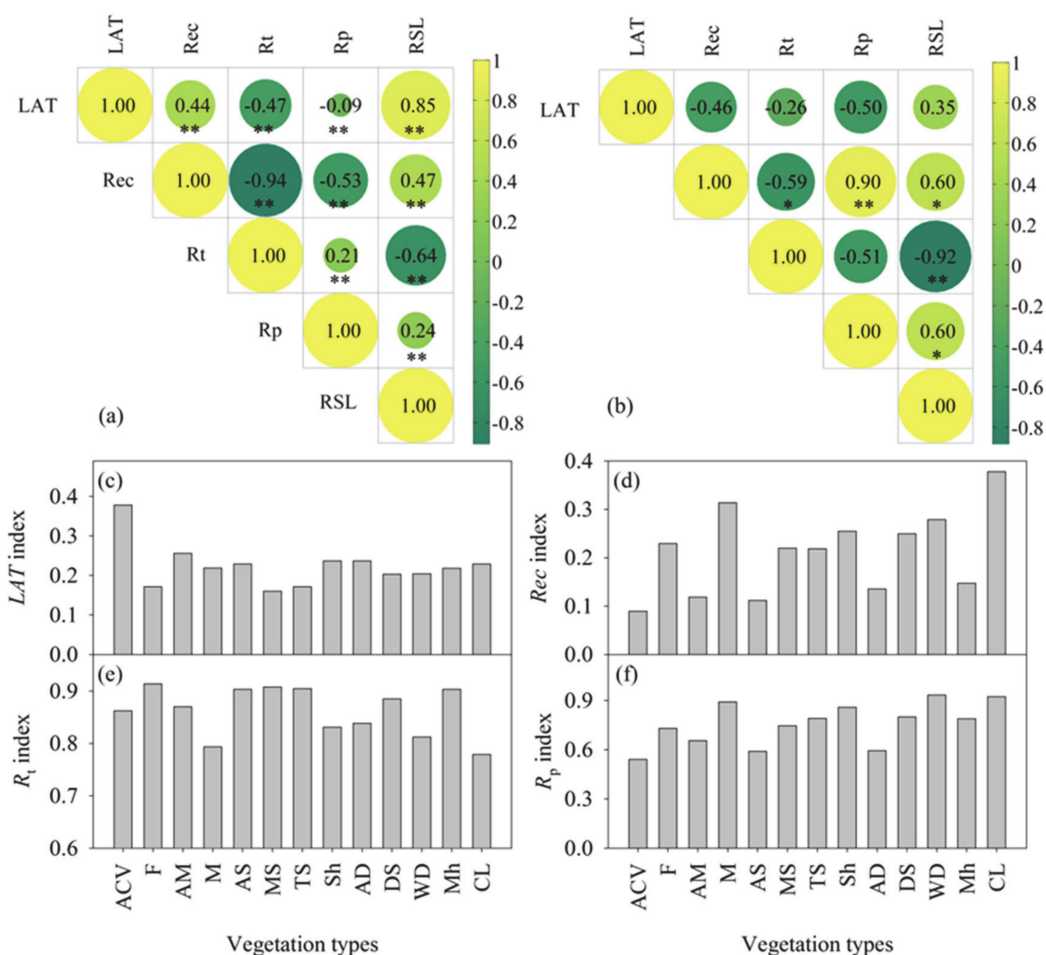 LAT Rec Rt Rp RSL
LAT 1.00 0.44 -0.47 -0.09 0.85
** ** ** **
Rec 1.00 -0.94 -0.53 0.47
** ** **
Rt 1.00 0.21 -0.64
** **
Rp 1.00 0.24
**
RSL 1.00
(a)
1
0.8
0.6
0.4
0.2
0
-0.2
-0.4
-0.6
-0.8
LAT Rec Rt Rp RSL
LAT 1.00 -0.46 -0.26 -0.50 0.35
1.00 -0.59 0.90 0.60
* ** *
1.00 -0.51 -0.92
**
1.00 0.60
*
1.00
(b)
1
0.8
0.6
0.4
0.2
0
-0.2
-0.4
-0.6
-0.8
(c)
LAT index
0.4
0.3
0.2
0.1
0.0
(d)
Rec index
0.4
0.3
0.2
0.1
0.0
(e)
Rt index
0.9
0.8
0.7
0.6
ACV F AM M AS MS TS Sh AD DS WD Mh CL
Vegetation types
(f)
Rp index
0.9
0.6
0.3
0.0
ACV F AM M AS MS TS Sh AD DS WD Mh CL
Vegetation types